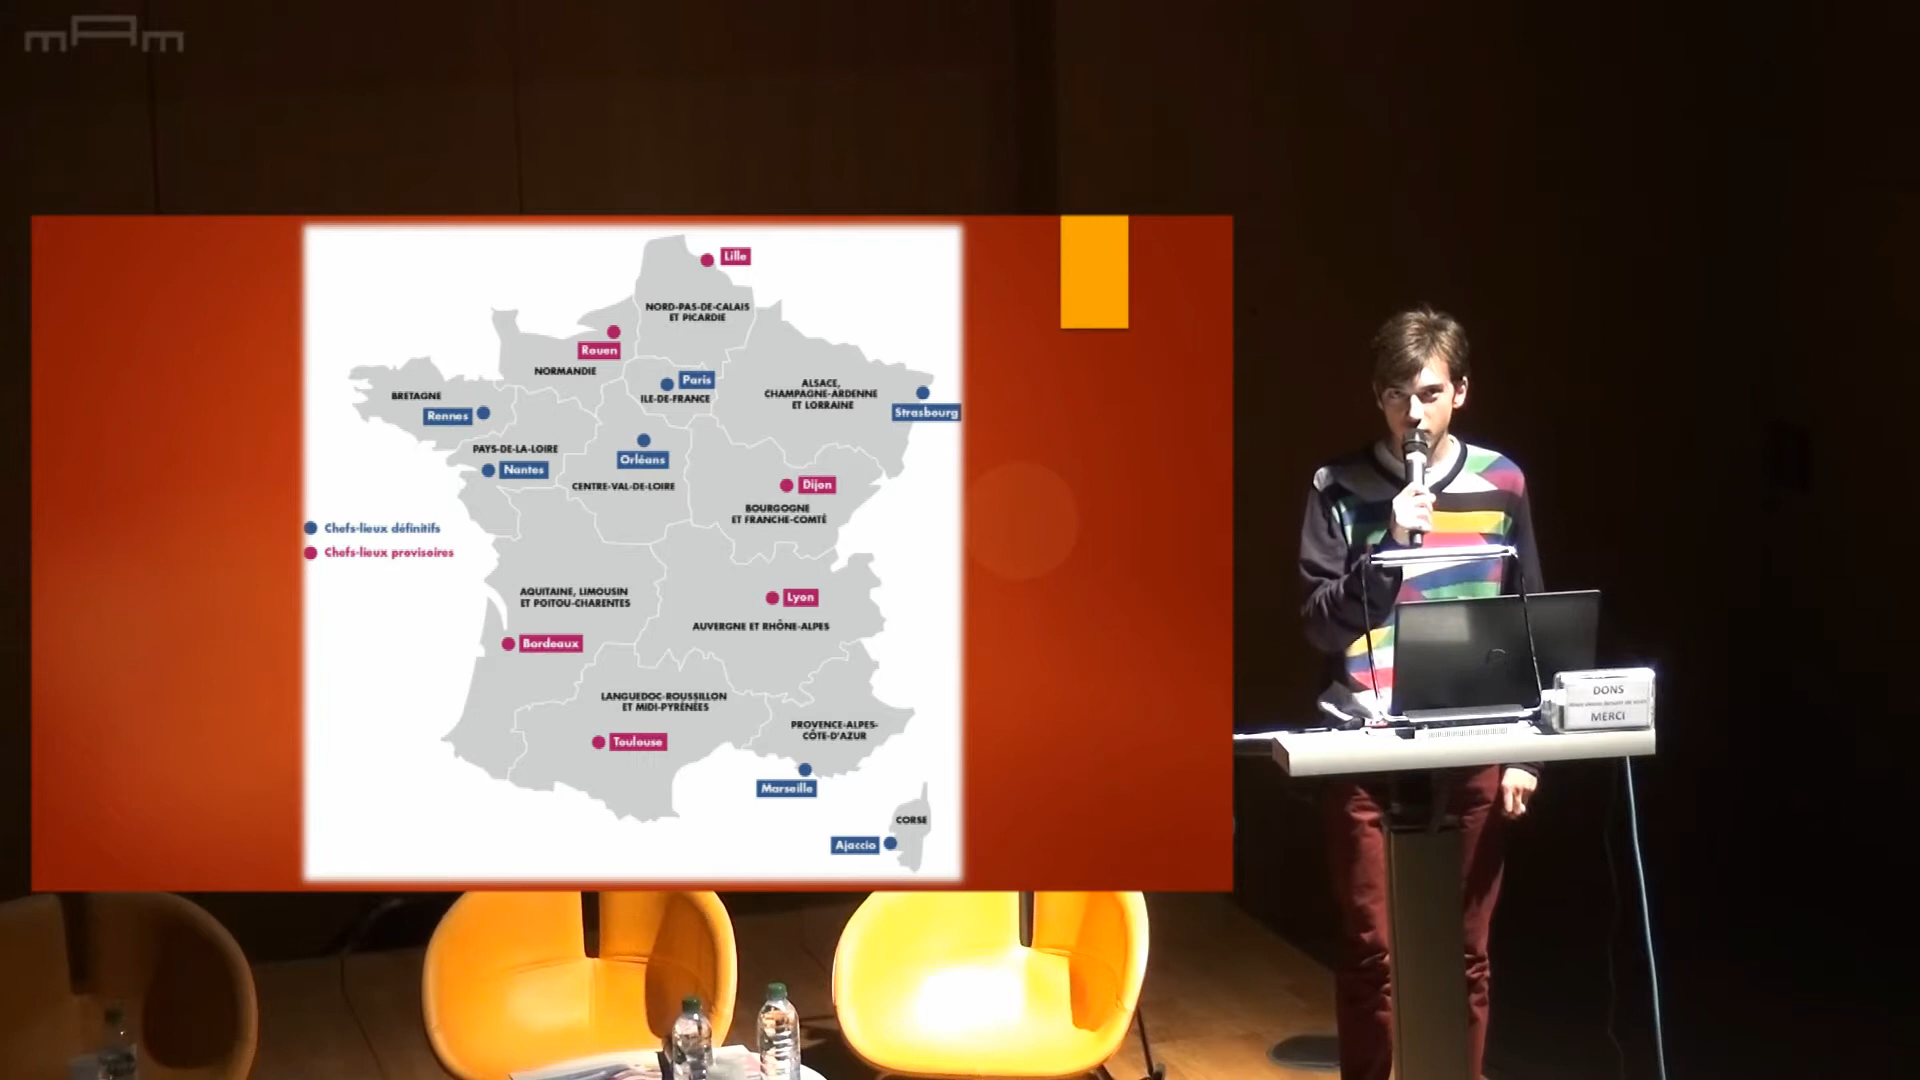 mAm
Lille
NORD-PAS-DE-CALAIS
ET PICARDIE
Rouen
NORMANDIE
Paris
ILE-DE-FRANCE
ALSACE,
CHAMPAGNE-ARDENNE
ET LORRAINE
Strasbourg
BRETAGNE
Rennes
PAYS-DE-LA-LOIRE
Nantes
Orléans
CENTRE-VAL-DE-LOIRE
Dijon
BOURGOGNE
ET FRANCHE-COMTÉ
Chefs-lieux définitifs
Chefs-lieux provisoires
AQUITAINE, LIMOUSIN
ET POITOU-CHARENTES
Lyon
AUVERGNE ET RHÔNE-ALPES
Bordeaux
LANGUEDOC-ROUSSILLON
ET MIDI-PYRÉNÉES
Toulouse
PROVENCE-ALPES-
CÔTE-D'AZUR
Marseille
CORSE
Ajaccio
DONS
MERCI